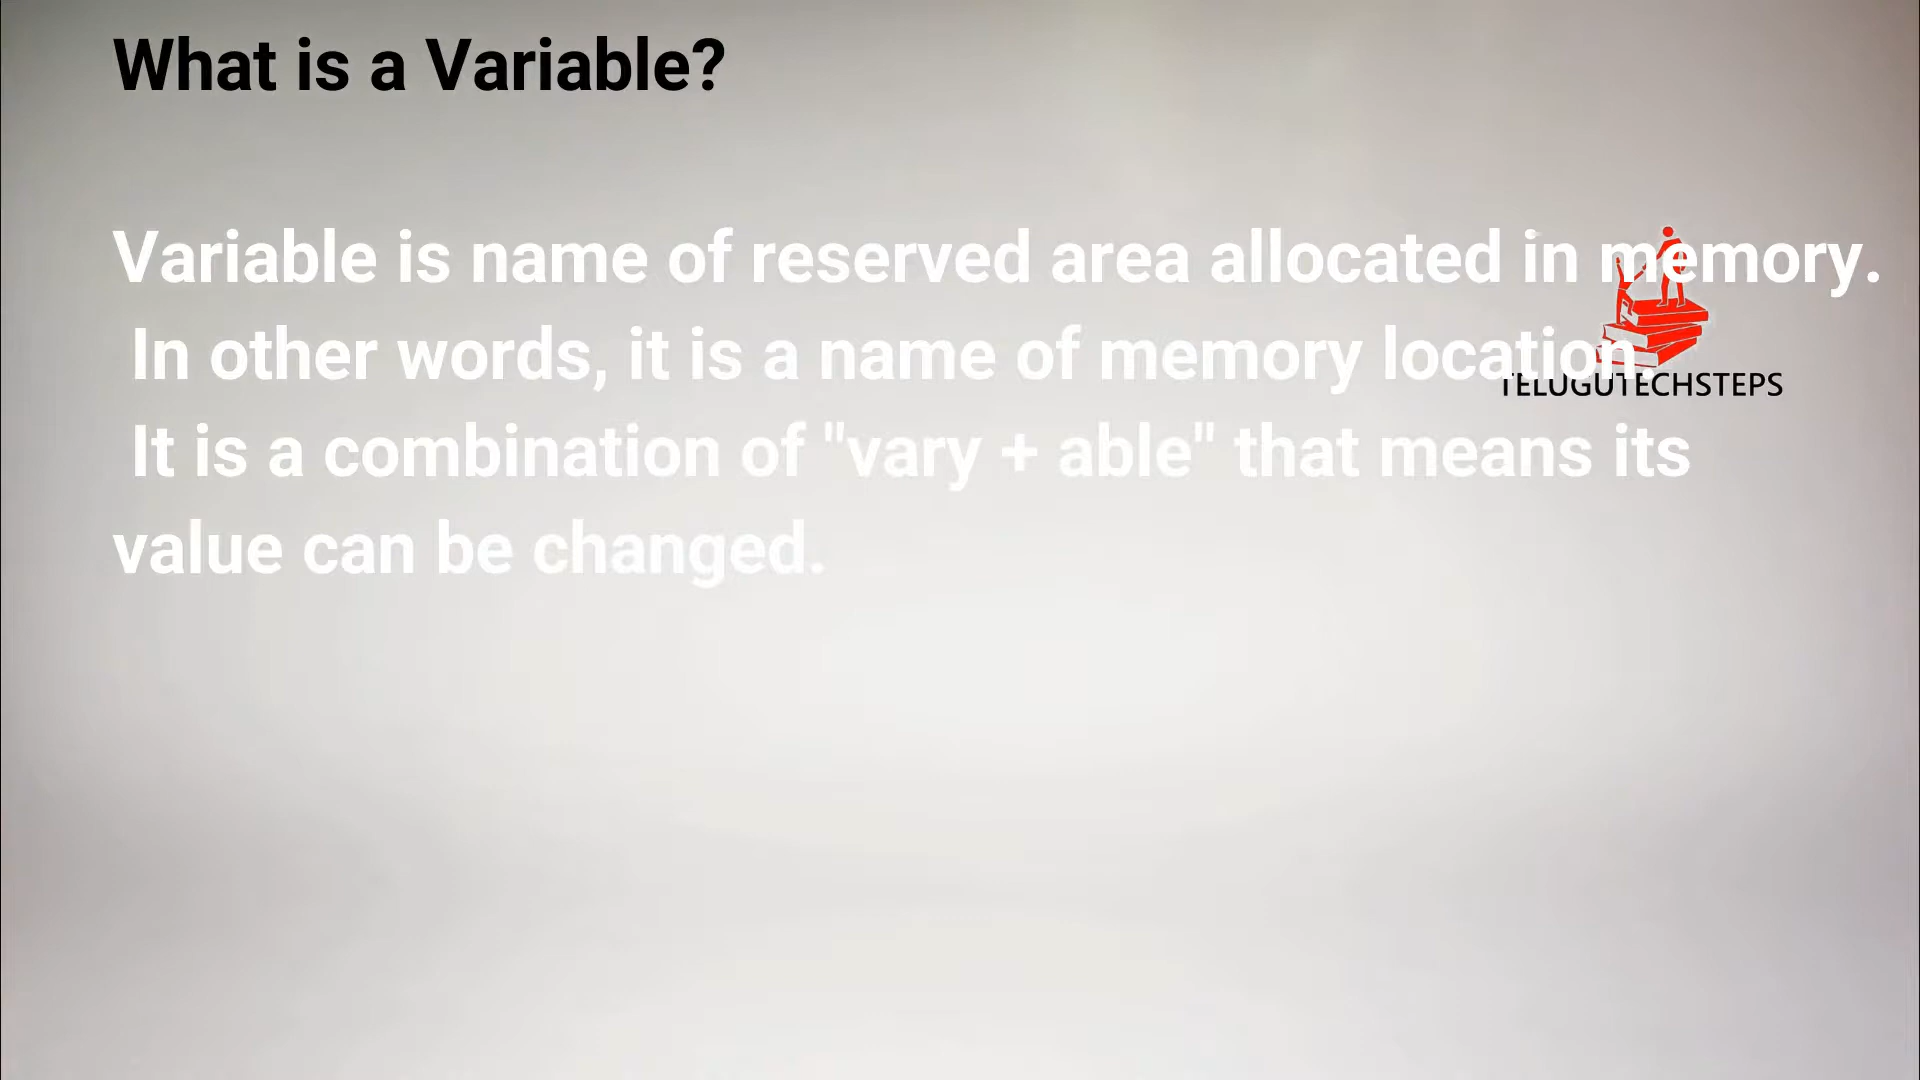 What is a Variable?
Variable is name of reserved area allocated in memory.
In other words, it is a name of memory location.
It is a combination of "vary + able" that means its
value can be changed.
TELUGUTECHSTEPS